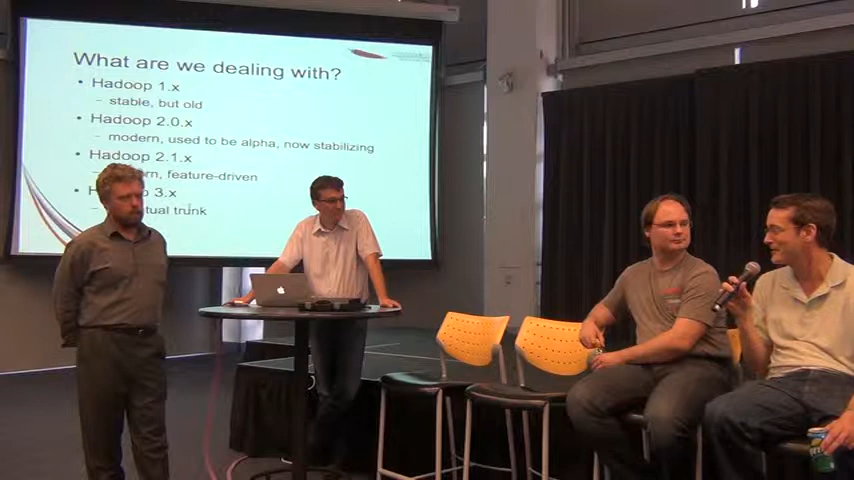 What are we dealing with?
• Hadoop 1.x
– stable, but old
• Hadoop 2.0.x
– modern, used to be alpha, now stabilizing
• Hadoop 2.1.x
feature-driven
• 3.x
trunk